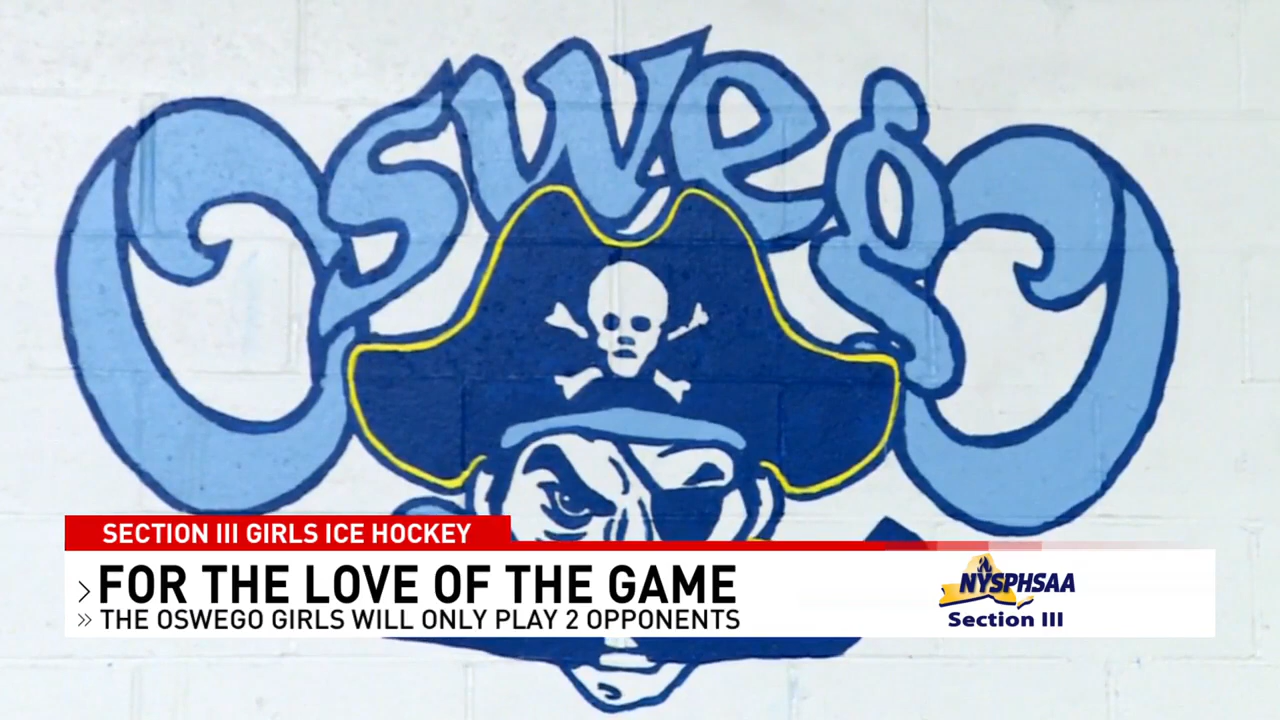 Oswego
SECTION III GIRLS ICE HOCKEY
FOR THE LOVE OF THE GAME
THE OSWEGO GIRLS WILL ONLY PLAY 2 OPPONENTS
NYSPHSAA
Section III